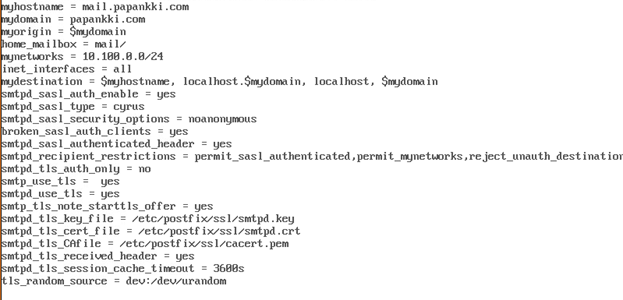 myhostname = mail.papankki.com
mydomain = papankki.com
myorigin = $mydomain
home_mailbox = mail/
mynetworks = 10.100.0.0/24
inet_interfaces = all
mydestination = $myhostname, localhost.$mydomain, localhost, $mydomain
smtpd_sasl_auth_enable = yes
smtpd_sasl_type = cyrus
smtpd_sasl_security_options = noanonymous
broken_sasl_auth_clients = yes
smtpd_sasl_authenticated_header = yes
smtpd_recipient_restrictions = permit_sasl_authenticated,permit_mynetworks,reject_unauth_destination
smtpd_tls_auth_only = no
smtp_use_tls =  yes
smtpd_use_tls = yes
smtp_tls_note_starttls_offer = yes
smtpd_tls_key_file = /etc/postfix/ssl/smtpd.key
smtpd_tls_cert_file = /etc/postfix/ssl/smtpd.crt
smtpd_tls_CAfile = /etc/postfix/ssl/cacert.pem
smtpd_tls_received_header = yes
smtpd_tls_session_cache_timeout = 3600s
tls_random_source = dev:/dev/urandom